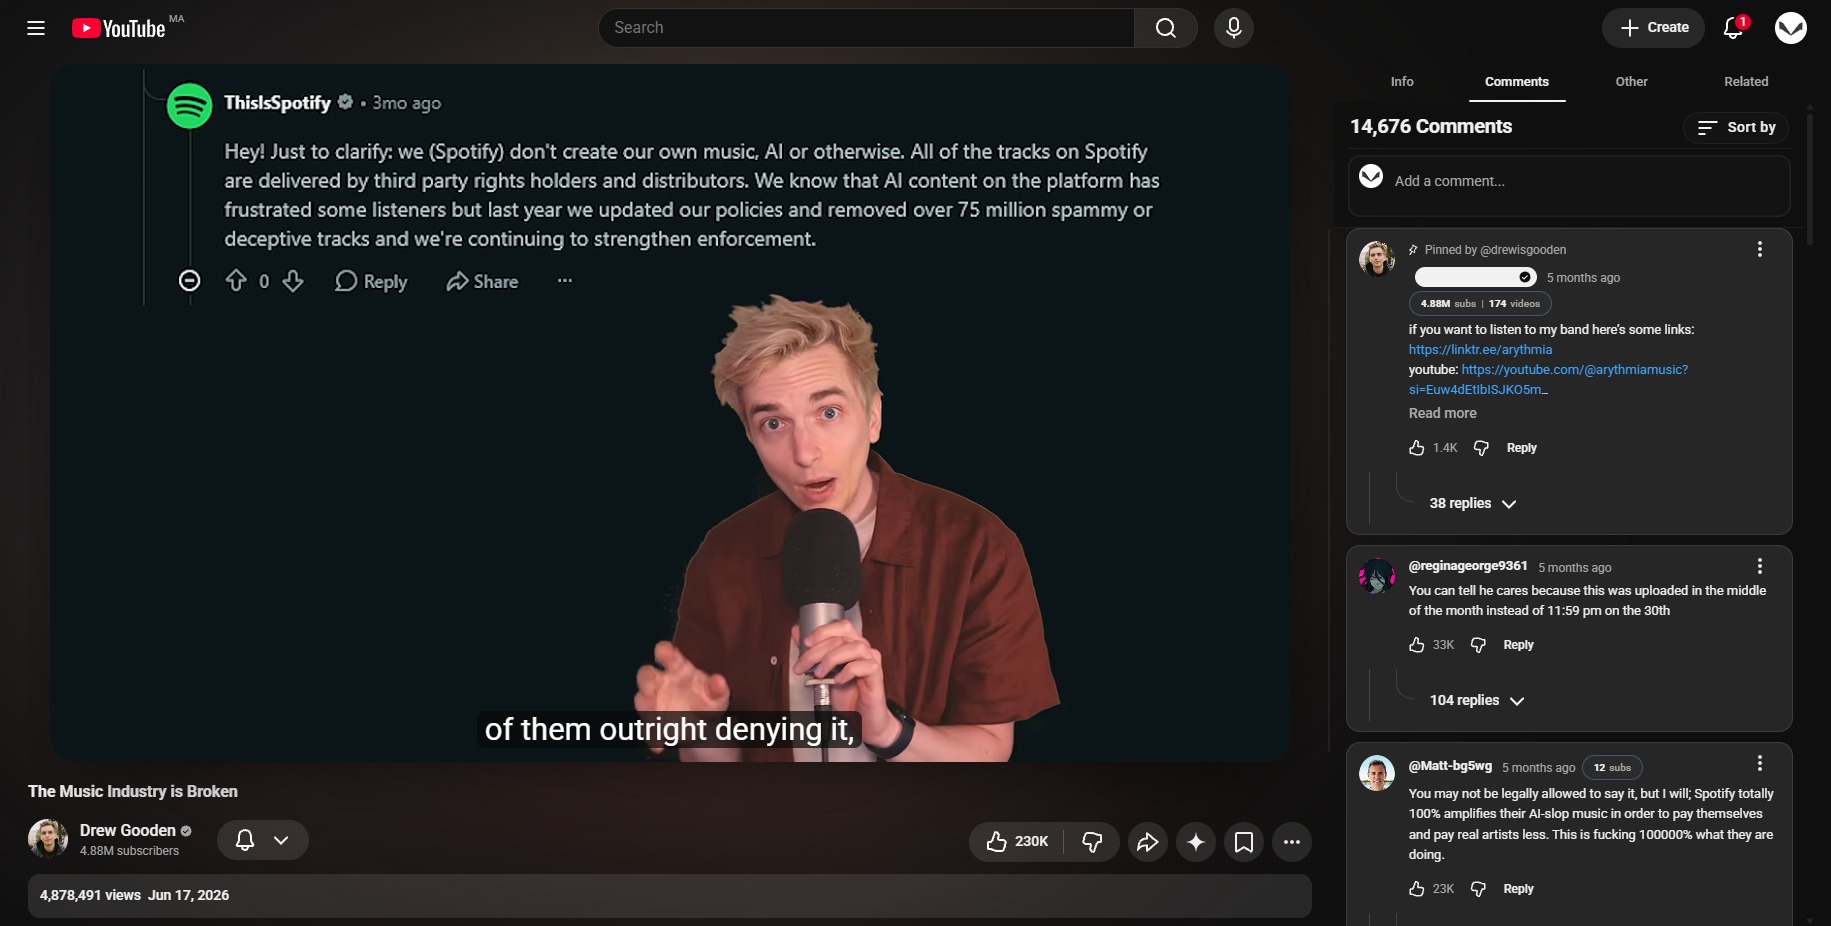 YouTube MA
Search
Create
1
ThisIsSpotify • 3mo ago
Hey! Just to clarify: we (Spotify) don't create our own music, AI or otherwise. All of the tracks on Spotify
are delivered by third party rights holders and distributors. We know that AI content on the platform has
frustrated some listeners but last year we updated our policies and removed over 75 million spammy or
deceptive tracks and we're continuing to strengthen enforcement.
0 Reply Share ...
of them outright denying it,
The Music Industry is Broken
Drew Gooden
4.88M subscribers
230K
4,878,491 views Jun 17, 2026
Info Comments Other Related
14,676 Comments
Sort by
Add a comment...
Pinned by @drewisgooden
5 months ago
4.88M subs | 174 videos
if you want to listen to my band here's some links:
https://linktr.ee/arythmia
youtube: https://youtube.com/@arythmiamusic?
si=Euw4dEtIbISJKO5m...
Read more
1.4K Reply
38 replies
@reginageorge9361 5 months ago
You can tell he cares because this was uploaded in the middle
of the month instead of 11:59 pm on the 30th
33K Reply
104 replies
@Matt-bg5wg 5 months ago 12 subs
You may not be legally allowed to say it, but I will; Spotify totally
100% amplifies their AI-slop music in order to pay themselves
and pay real artists less. This is fucking 100000% what they are
doing.
23K Reply